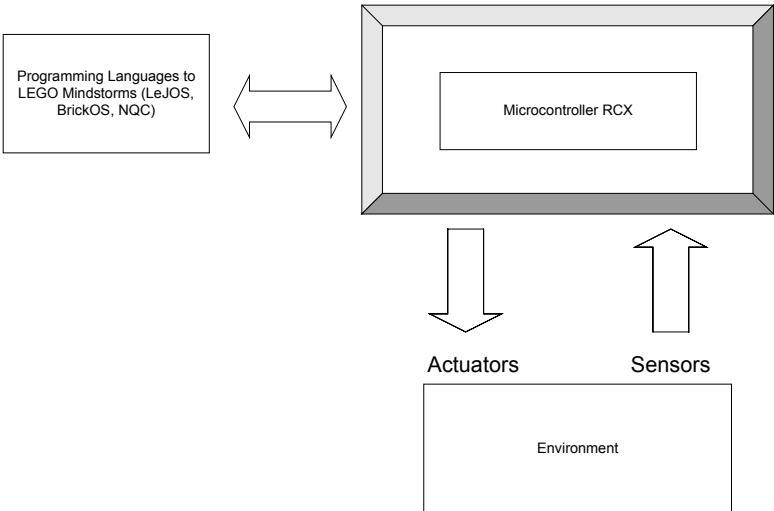 Programming Languages to
LEGO Mindstorms (LeJOS,
BrickOS, NQC)
Microcontroller RCX
Actuators
Sensors
Environment